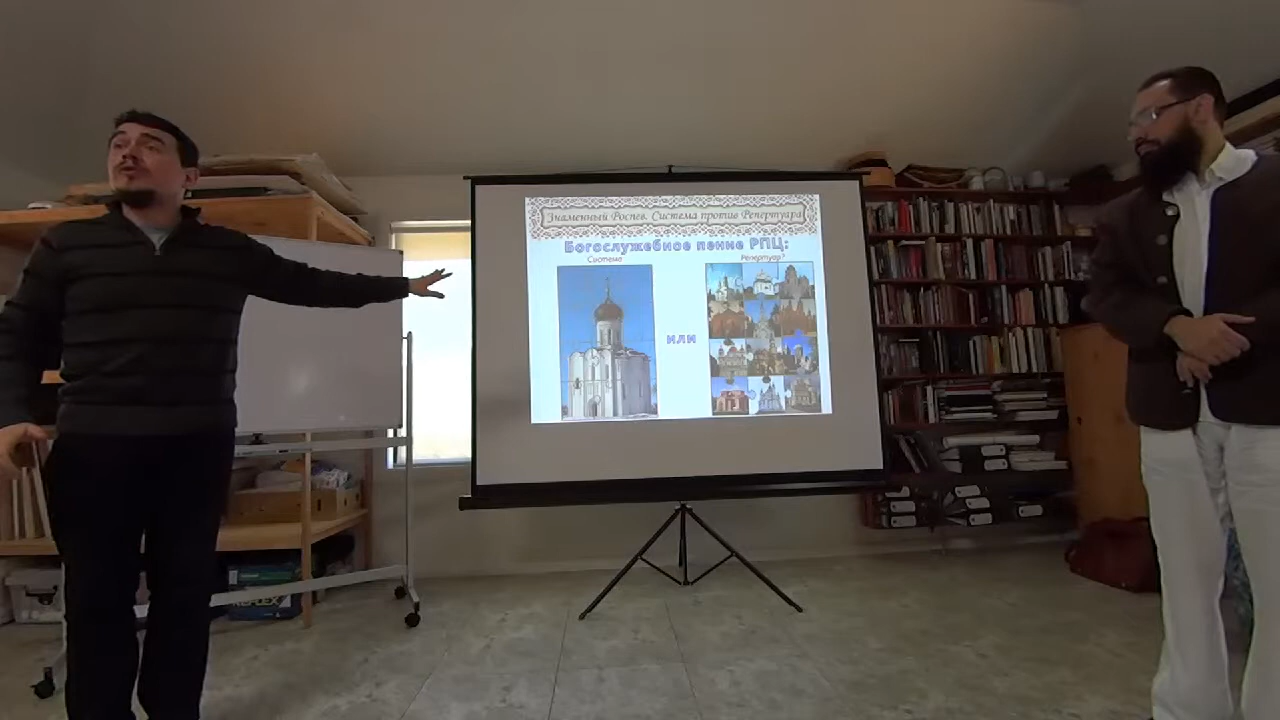 Знаменный Роспев. Система против Репертуара
Богослужебное пение РПЦ:
Система
Репертуар?
или